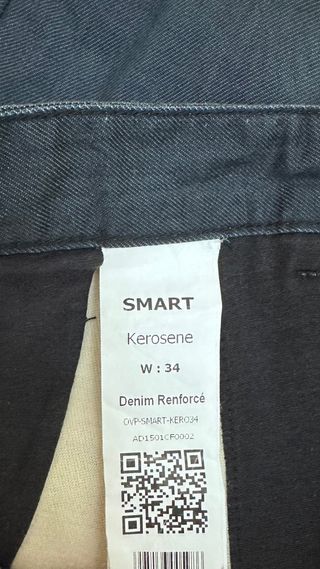 SMART
Kerosene
W : 34
Denim Renforcé
OVP-SMART-KERO34
AD1501CF0002